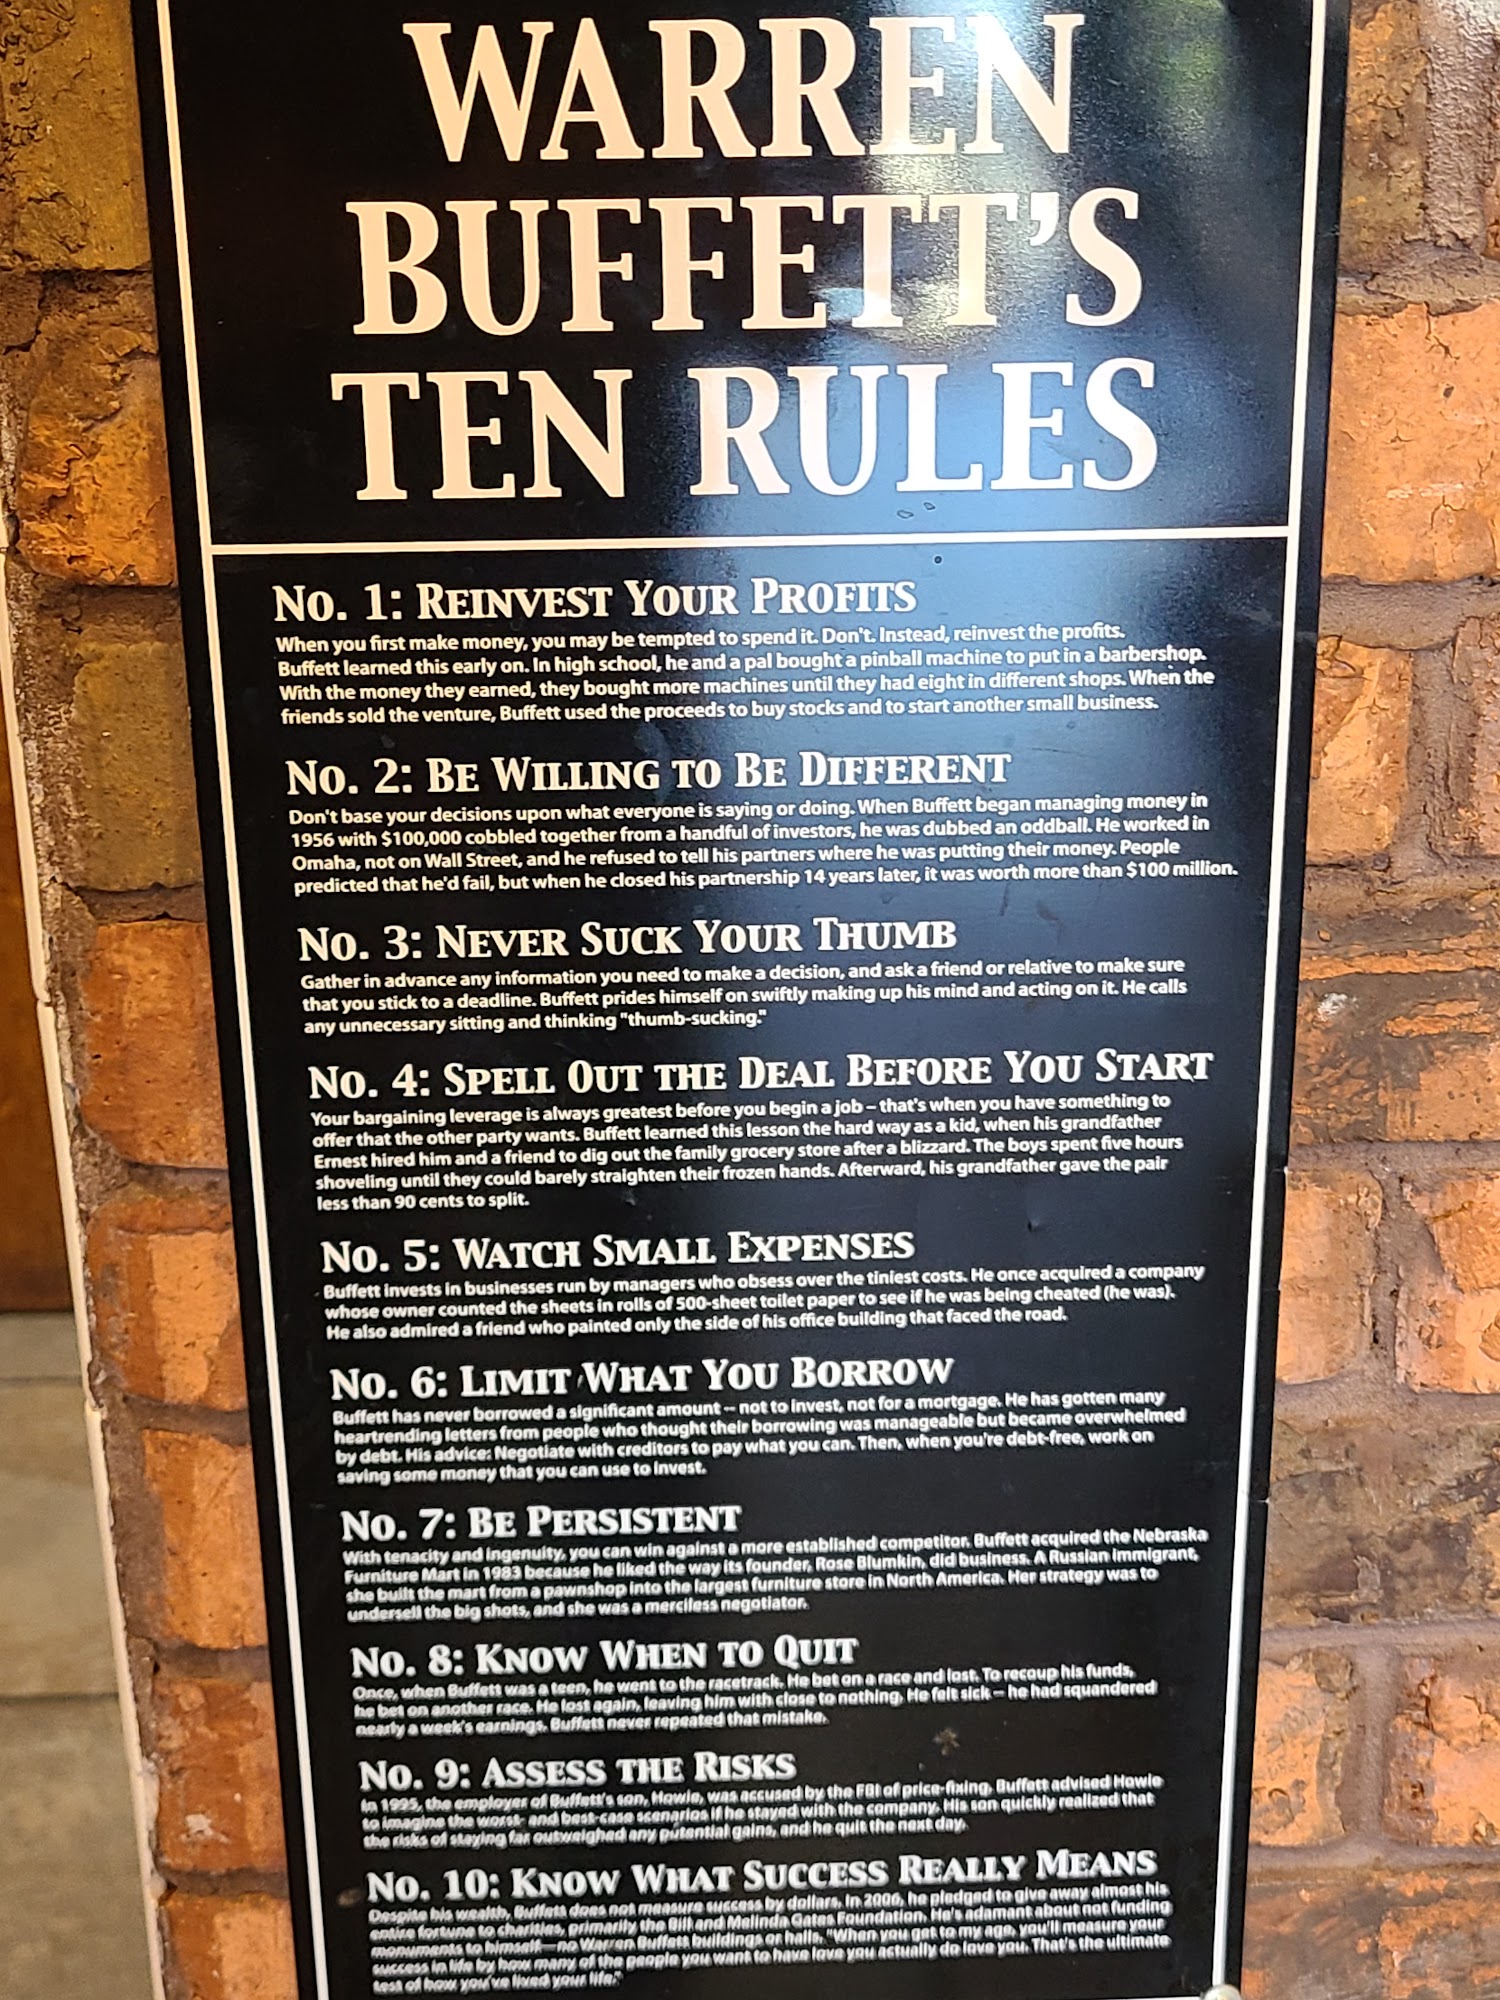 WARREN
BUFFETT'S
TEN RULES
No. 1: Reinvest Your Profits
When you first make money, you may be tempted to spend it. Don't. Instead, reinvest the profits.
Buffett learned this early on. In high school, he and a pal bought a pinball machine to put in a barbershop.
With the money they earned, they bought more machines until they had eight in different shops. When the
friends sold the venture, Buffett used the proceeds to buy stocks and to start another small business.
No. 2: Be Willing to Be Different
Don't base your decisions upon what everyone is saying or doing. When Buffett began managing money in
1956 with $100,000 cobbled together from a handful of investors, he was dubbed an oddball. He worked in
Omaha, not on Wall Street, and he refused to tell his partners where he was putting their money. People
predicted that he'd fail, but when he closed his partnership 14 years later, it was worth more than $100 million.
No. 3: Never Suck Your Thumb
Gather in advance any information you need to make a decision, and ask a friend or relative to make sure
that you stick to a deadline. Buffett prides himself on swiftly making up his mind and acting on it. He calls
any unnecessary sitting and thinking "thumb-sucking."
No. 4: Spell Out the Deal Before You Start
Your bargaining leverage is always greatest before you begin a job – that's when you have something to
offer that the other party wants. Buffett learned this lesson the hard way as a kid, when his grandfather
Ernest hired him and a friend to dig out the family grocery store after a blizzard. The boys spent five hours
shoveling until they could barely straighten their frozen hands. Afterward, his grandfather gave the pair
less than 90 cents to split.
No. 5: Watch Small Expenses
Buffett invests in businesses run by managers who obsess over the tiniest costs. He once acquired a company
whose owner counted the sheets in rolls of 500-sheet toilet paper to see if he was being cheated (he was).
He also admired a friend who painted only the side of his office building that faced the road.
No. 6: Limit What You Borrow
Buffett has never borrowed a significant amount – not to invest, not for a mortgage. He has gotten many
heartrending letters from people who thought their borrowing was manageable but became overwhelmed
by debt. His advice: Negotiate with creditors to pay what you can. Then, when you're debt-free, work on
saving some money that you can use to invest.
No. 7: Be Persistent
With tenacity and ingenuity, you can win against a more established competitor. Buffett acquired the Nebraska
Furniture Mart in 1983 because he liked the way its founder, Rose Blumkin, did business. A Russian immigrant,
she built the mart from a pawnshop into the largest furniture store in North America. Her strategy was to
undersell the big shots, and she was a merciless negotiator.
No. 8: Know When to Quit
Once, when Buffett was a teen, he went to the racetrack. He bet on a race and lost. To recoup his funds,
he bet on another race. He lost again, leaving him with close to nothing. He felt sick – he had squandered
nearly a week's earnings. Buffett never repeated that mistake.
No. 9: Assess the Risks
In 1995, the employer of Buffett's son, Howie, was accused by the FBI of price-fixing. Buffett advised Howie
to imagine the worst- and best-case scenarios if he stayed with the company. His son quickly realized that
the risks of staying far outweighed any potential gains, and he quit the next day.
No. 10: Know What Success Really Means
Despite his wealth, Buffett does not measure success by dollars. In 2006, he pledged to give away almost his
entire fortune to charities, primarily the Bill and Melinda Gates Foundation. He's adamant about not funding
monuments to himself—no Warren Buffett buildings or halls. "When you get to my age, you'll measure your
success in life by how many of the people you want to have love you actually do love you. That's the ultimate
test of how you've lived your life."